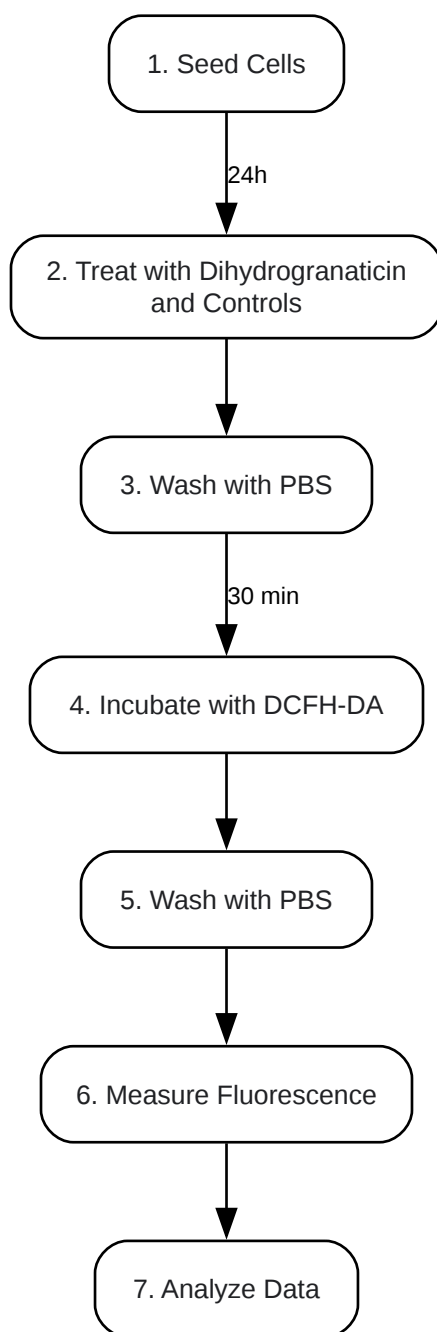 1. Seed Cells
24h
2. Treat with Dihydrogranaticin
and Controls
3. Wash with PBS
30 min
4. Incubate with DCFH-DA
5. Wash with PBS
6. Measure Fluorescence
7. Analyze Data